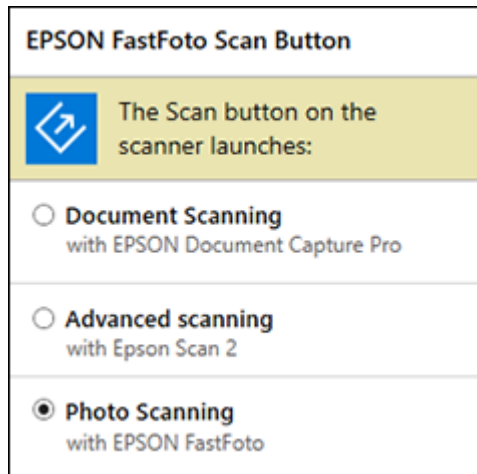 EPSON FastFoto Scan Button
The Scan button on the
scanner launches:
Document Scanning
with EPSON Document Capture Pro
Advanced scanning
with Epson Scan 2
Photo Scanning
with EPSON FastFoto